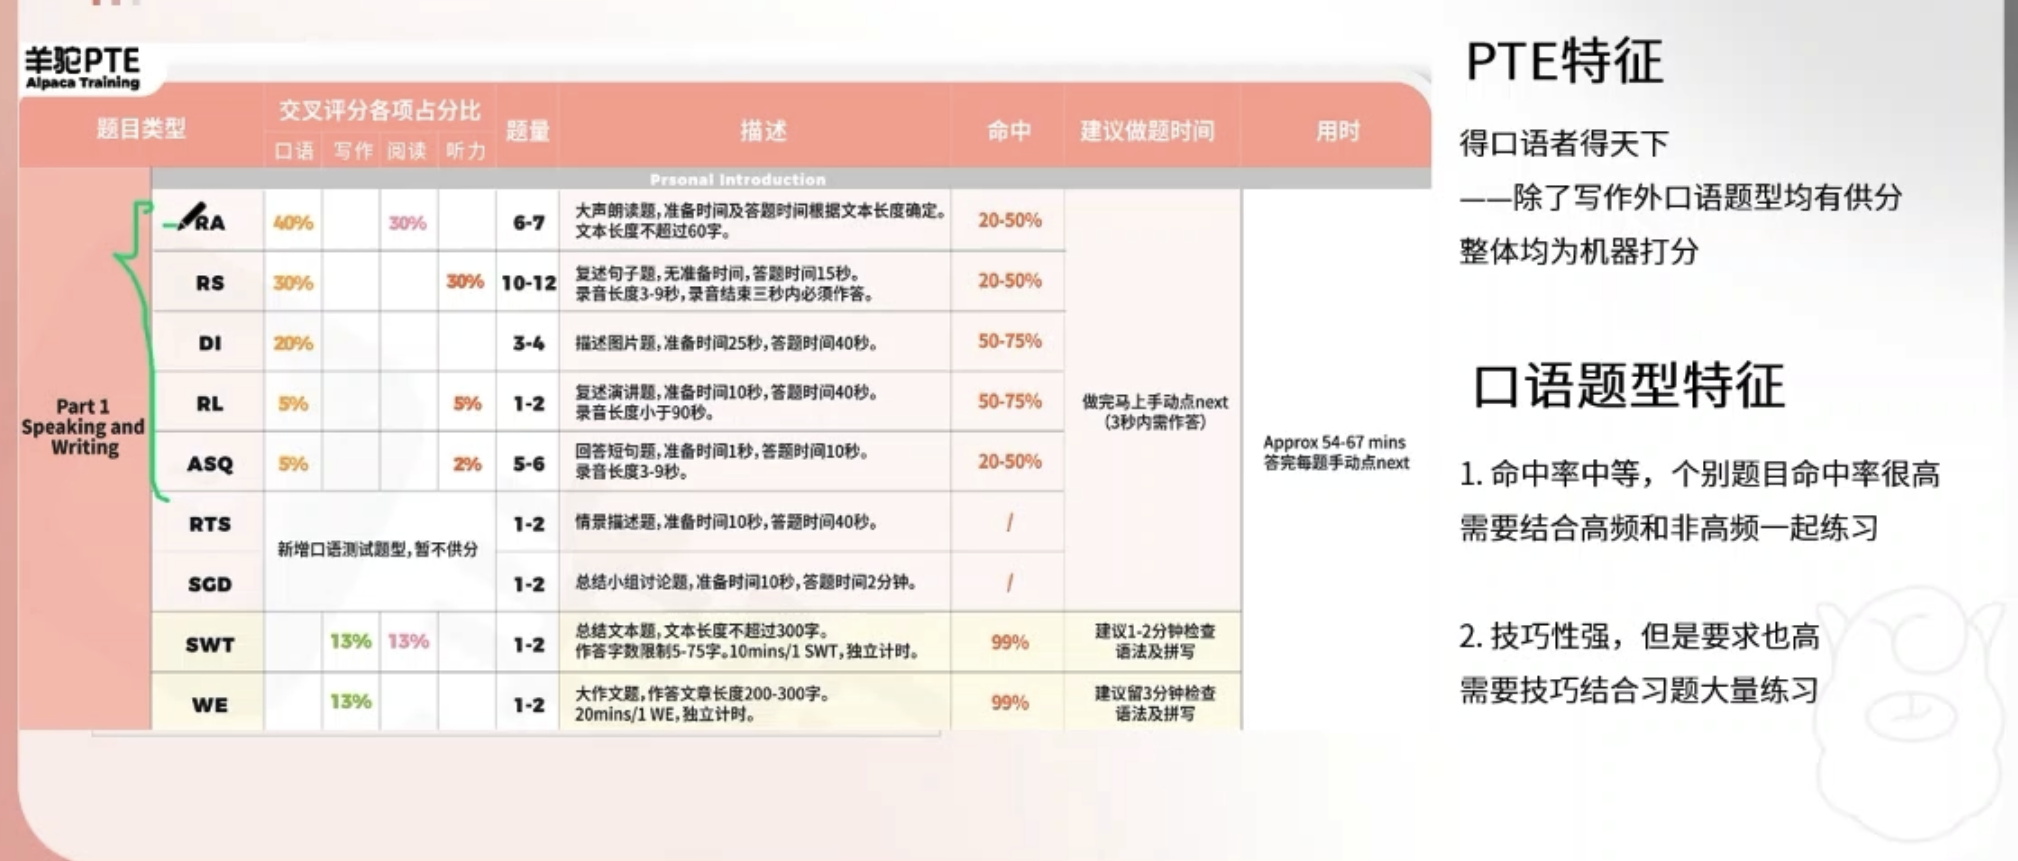 羊驼PTE
Alpaca Training
题目类型 交叉评分各项占分比 题量 描述 命中 建议做题时间 用时
口语 写作 阅读 听力
Prsonal Introduction
Part 1
Speaking and
Writing
RA 40% 30% 6-7 大声朗读题,准备时间及答题时间根据文本长度确定。
文本长度不超过60字。
20-50%
RS 30% 30% 10-12 复述句子题,无准备时间,答题时间15秒。
录音长度3-9秒,录音结束三秒内必须作答。
20-50%
DI 20% 3-4 描述图片题,准备时间25秒,答题时间40秒。 50-75%
RL 5% 5% 1-2 复述演讲题,准备时间10秒,答题时间40秒。
录音长度小于90秒。
50-75%
ASQ 5% 2% 5-6 回答短句题,准备时间1秒,答题时间10秒。
录音长度3-9秒。
20-50%
RTS 1-2 情景描述题,准备时间10秒,答题时间40秒。 /
新增口语测试题型,暂不供分
SGD 1-2 总结小组讨论题,准备时间10秒,答题时间2分钟。 /
做完马上手动点next
(3秒内需作答)
SWT 13% 13% 1-2 总结文本题,文本长度不超过300字。
作答字数限制5-75字。10mins/1 SWT,独立计时。
99%
建议1-2分钟检查
语法及拼写
WE 13% 1-2 大作文题,作答文章长度200-300字。
20mins/1 WE,独立计时。
99%
建议留3分钟检查
语法及拼写
Approx 54-67 mins
答完每题手动点next
PTE特征
得口语者得天下
——除了写作外口语题型均有供分
整体均为机器打分
口语题型特征
1. 命中率中等，个别题目命中率很高
需要结合高频和非高频一起练习
2. 技巧性强，但是要求也高
需要技巧结合习题大量练习